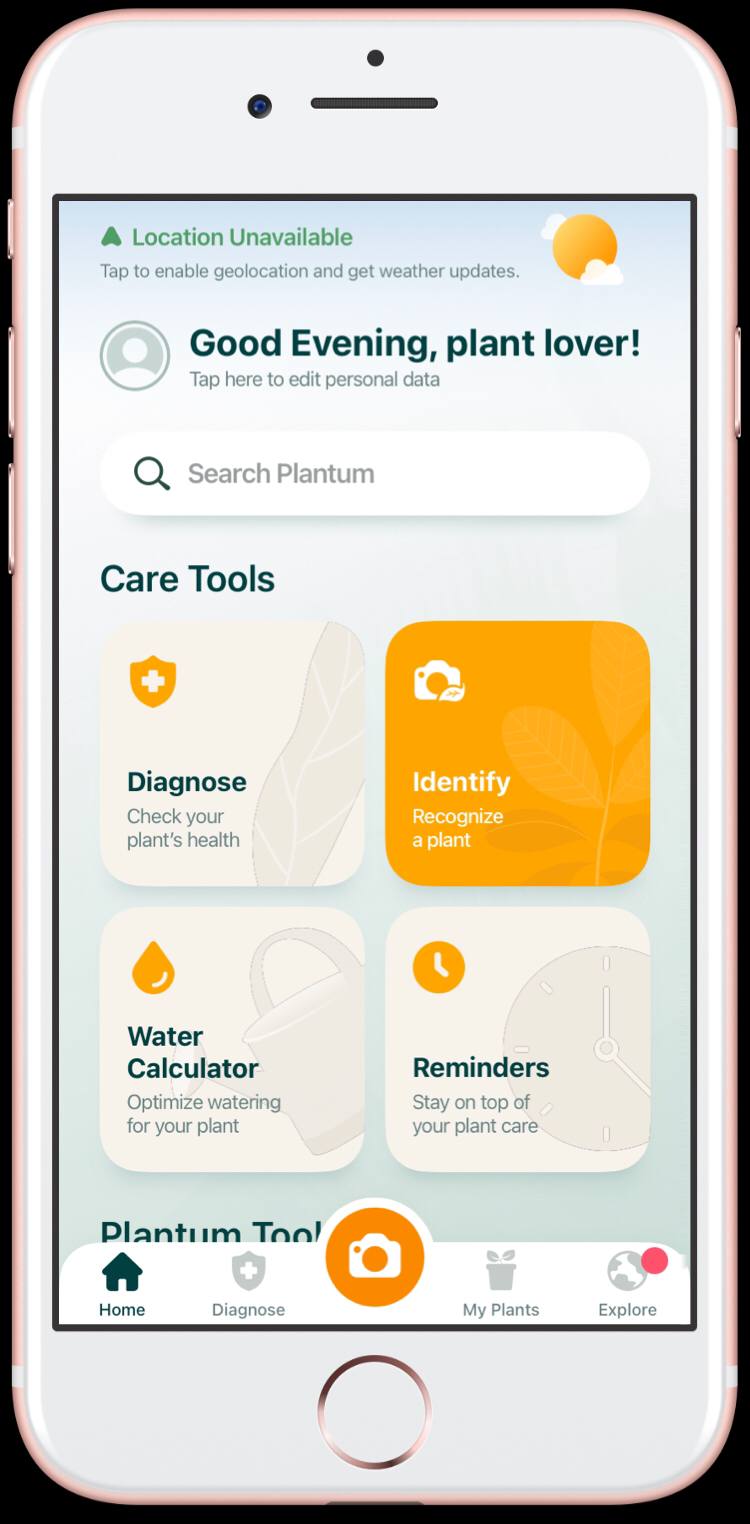 Location Unavailable
Tap to enable geolocation and get weather updates.
Good Evening, plant lover!
Tap here to edit personal data
Search Plantum
Care Tools
Diagnose
Check your
plant's health
Identify
Recognize
a plant
Water
Calculator
Optimize watering
for your plant
Reminders
Stay on top of
your plant care
Plantum Tool
Home
Diagnose
My Plants
Explore